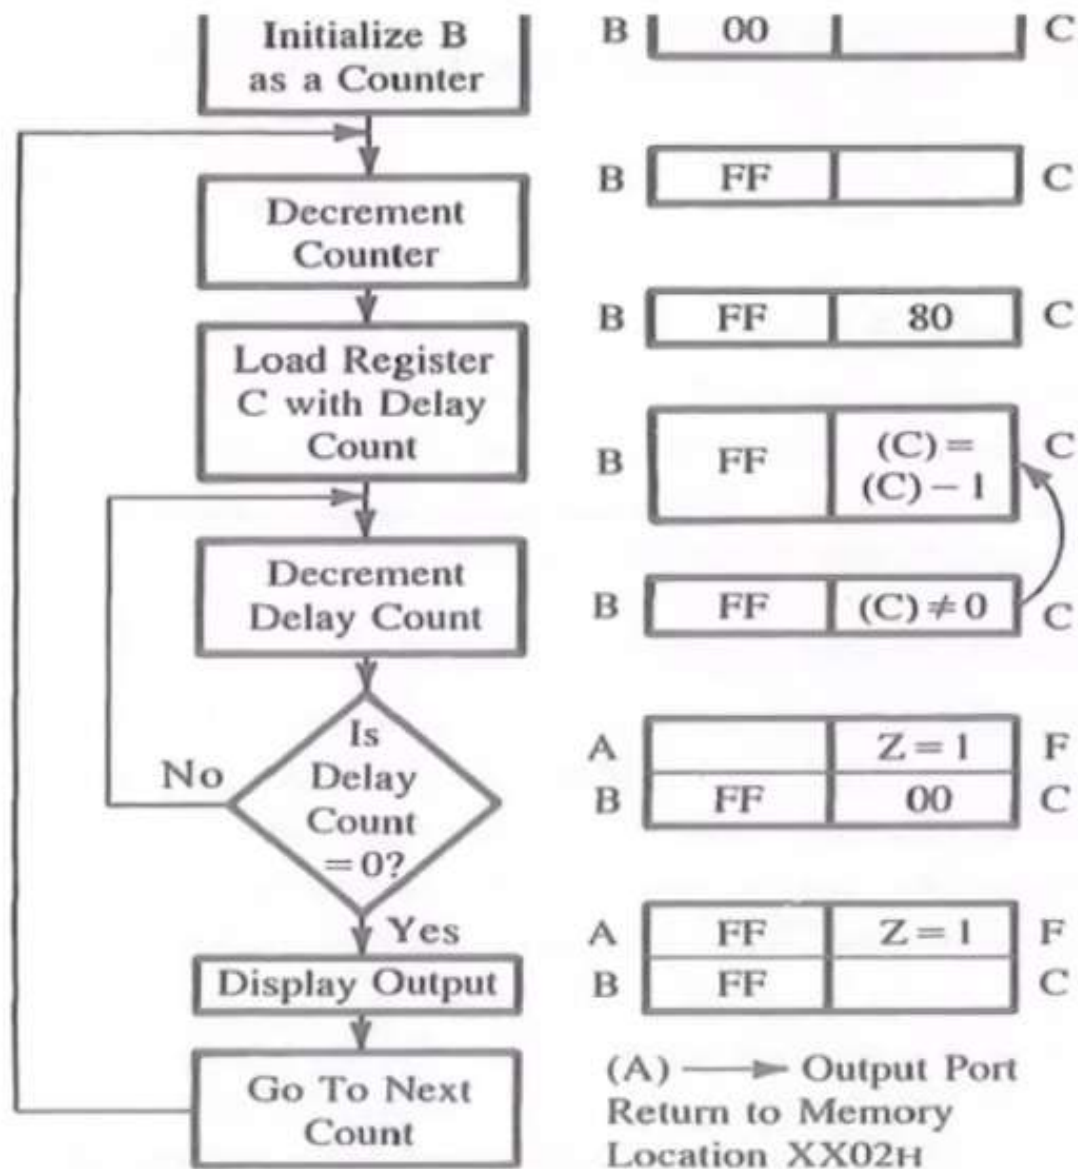 Initialize B
as a Counter
B 00 C
Decrement
Counter
B FF C
Load Register
C with Delay
Count
B FF 80 C
B FF (C) =
(C) − 1 C
Decrement
Delay Count
B FF (C) ≠ 0 C
Is
Delay
Count
= 0?
No
Yes
A Z = 1 F
B FF 00 C
Display Output
A FF Z = 1 F
B FF C
Go To Next
Count
(A) → Output Port
Return to Memory
Location XX02H